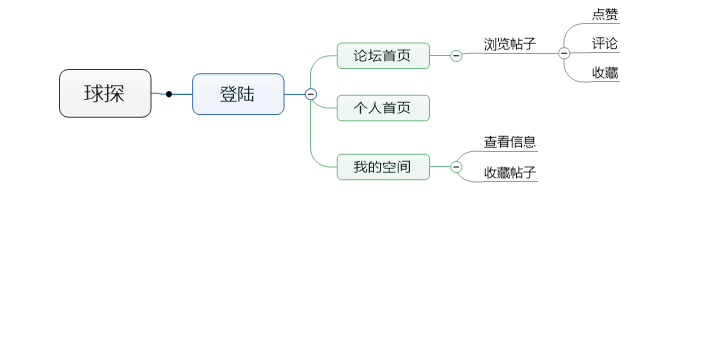 球探
登陆
论坛首页
浏览帖子
点赞
评论
收藏
个人首页
我的空间
查看信息
收藏帖子